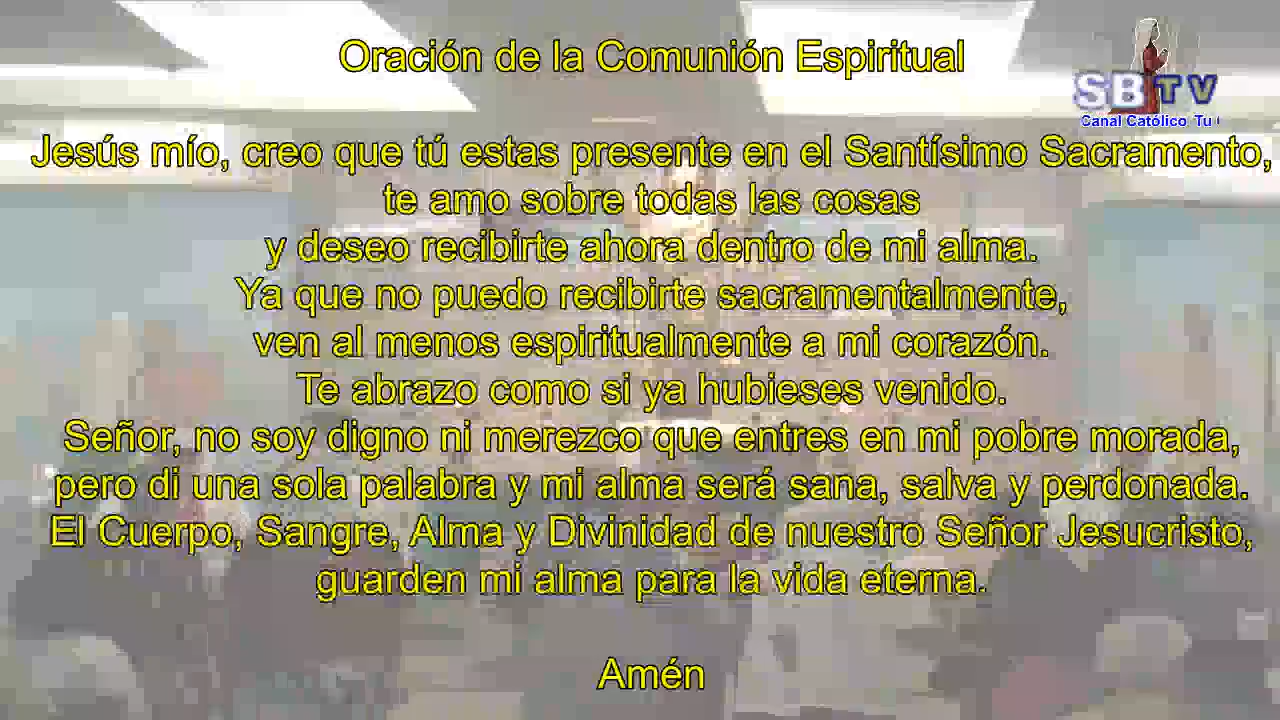 Oración de la Comunión Espiritual
SBTV
Canal Católico Tu
Jesús mío, creo que tú estas presente en el Santísimo Sacramento,
te amo sobre todas las cosas
y deseo recibirte ahora dentro de mi alma.
Ya que no puedo recibirte sacramentalmente,
ven al menos espiritualmente a mi corazón.
Te abrazo como si ya hubieses venido.
Señor, no soy digno ni merezco que entres en mi pobre morada,
pero di una sola palabra y mi alma será sana, salva y perdonada.
El Cuerpo, Sangre, Alma y Divinidad de nuestro Señor Jesucristo,
guarden mi alma para la vida eterna.
Amén